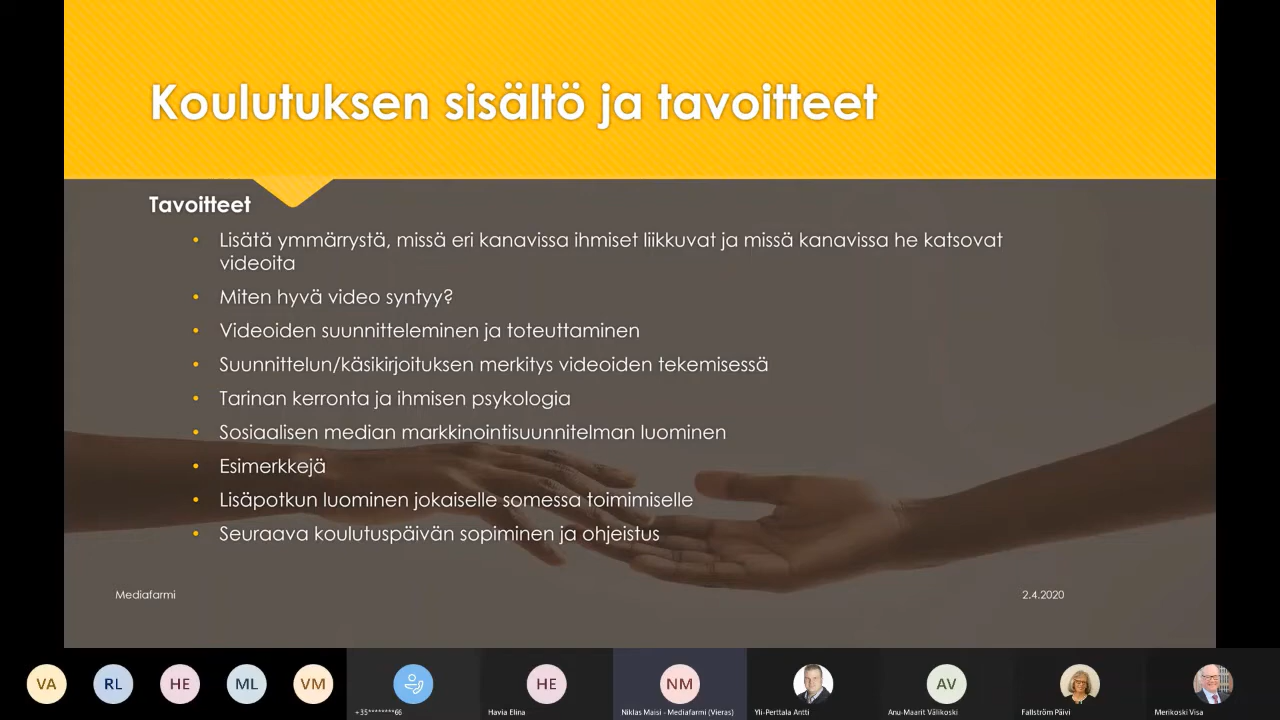 Koulutuksen sisältö ja tavoitteet
Tavoitteet
• Lisätä ymmärrystä, missä eri kanavissa ihmiset liikkuvat ja missä kanavissa he katsovat
videoita
• Miten hyvä video syntyy?
• Videoiden suunnitteleminen ja toteuttaminen
• Suunnittelun/käsikirjoituksen merkitys videoiden tekemisessä
• Tarinan kerronta ja ihmisen psykologia
• Sosiaalisen median markkinointisuunnitelman luominen
• Esimerkkejä
• Lisäpotkun luominen jokaiselle somessa toimimiselle
• Seuraava koulutuspäivän sopiminen ja ohjeistus
Mediafarmi
2.4.2020
VA
RL
HE
ML
VM
HE
NM
AV
+35********66
Havia Elina
Niklas Maisi - Mediafarmi (Vieras)
Yli-Perttala Antti
Anu-Maarit Välikoski
Fallström Päivi
Merikoski Visa